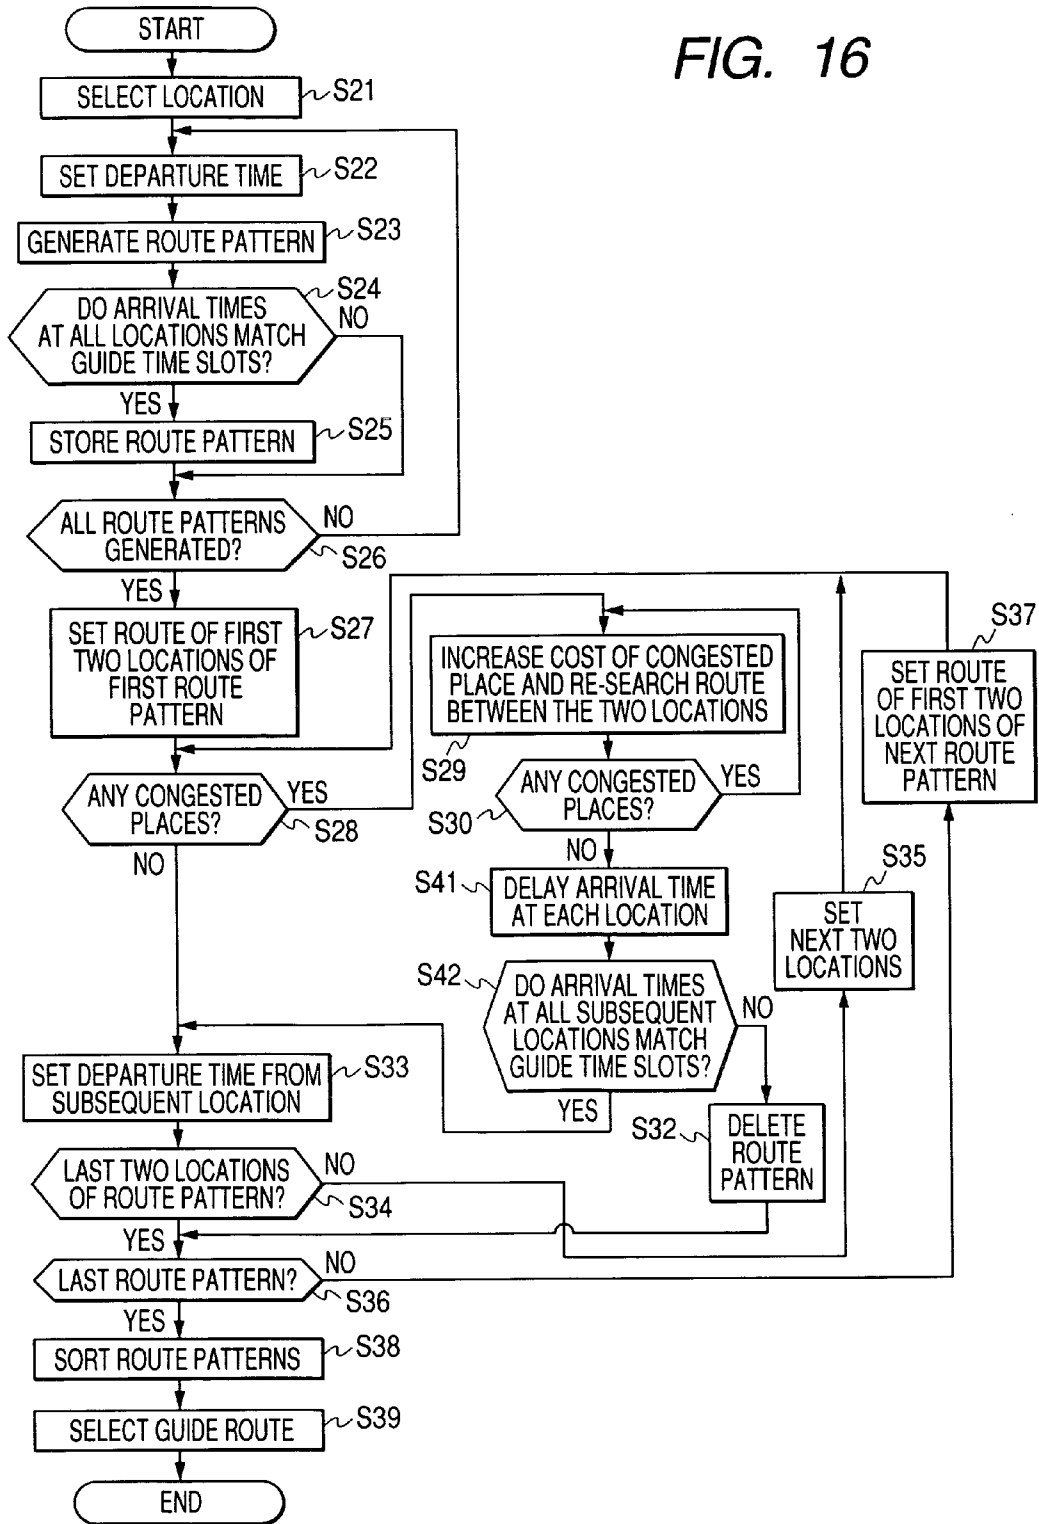 FIG. 16
START
SELECT LOCATION
S21
SET DEPARTURE TIME
S22
GENERATE ROUTE PATTERN
S23
DO ARRIVAL TIMES
AT ALL LOCATIONS MATCH
GUIDE TIME SLOTS?
S24
NO
YES
STORE ROUTE PATTERN
S25
ALL ROUTE PATTERNS
GENERATED?
NO
S26
YES
SET ROUTE OF FIRST
TWO LOCATIONS OF
FIRST ROUTE
PATTERN
S27
ANY CONGESTED
PLACES?
YES
S28
NO
INCREASE COST OF CONGESTED
PLACE AND RE-SEARCH ROUTE
BETWEEN THE TWO LOCATIONS
S29
ANY CONGESTED
PLACES?
YES
S30
NO
S41
DELAY ARRIVAL TIME
AT EACH LOCATION
S42
DO ARRIVAL TIMES
AT ALL SUBSEQUENT
LOCATIONS MATCH
GUIDE TIME SLOTS?
NO
YES
S32
DELETE
ROUTE
PATTERN
S35
SET
NEXT TWO
LOCATIONS
S37
SET ROUTE
OF FIRST TWO
LOCATIONS OF
NEXT ROUTE
PATTERN
SET DEPARTURE TIME FROM
SUBSEQUENT LOCATION
S33
LAST TWO LOCATIONS
OF ROUTE PATTERN?
NO
S34
YES
LAST ROUTE PATTERN?
NO
S36
YES
SORT ROUTE PATTERNS
S38
SELECT GUIDE ROUTE
S39
END